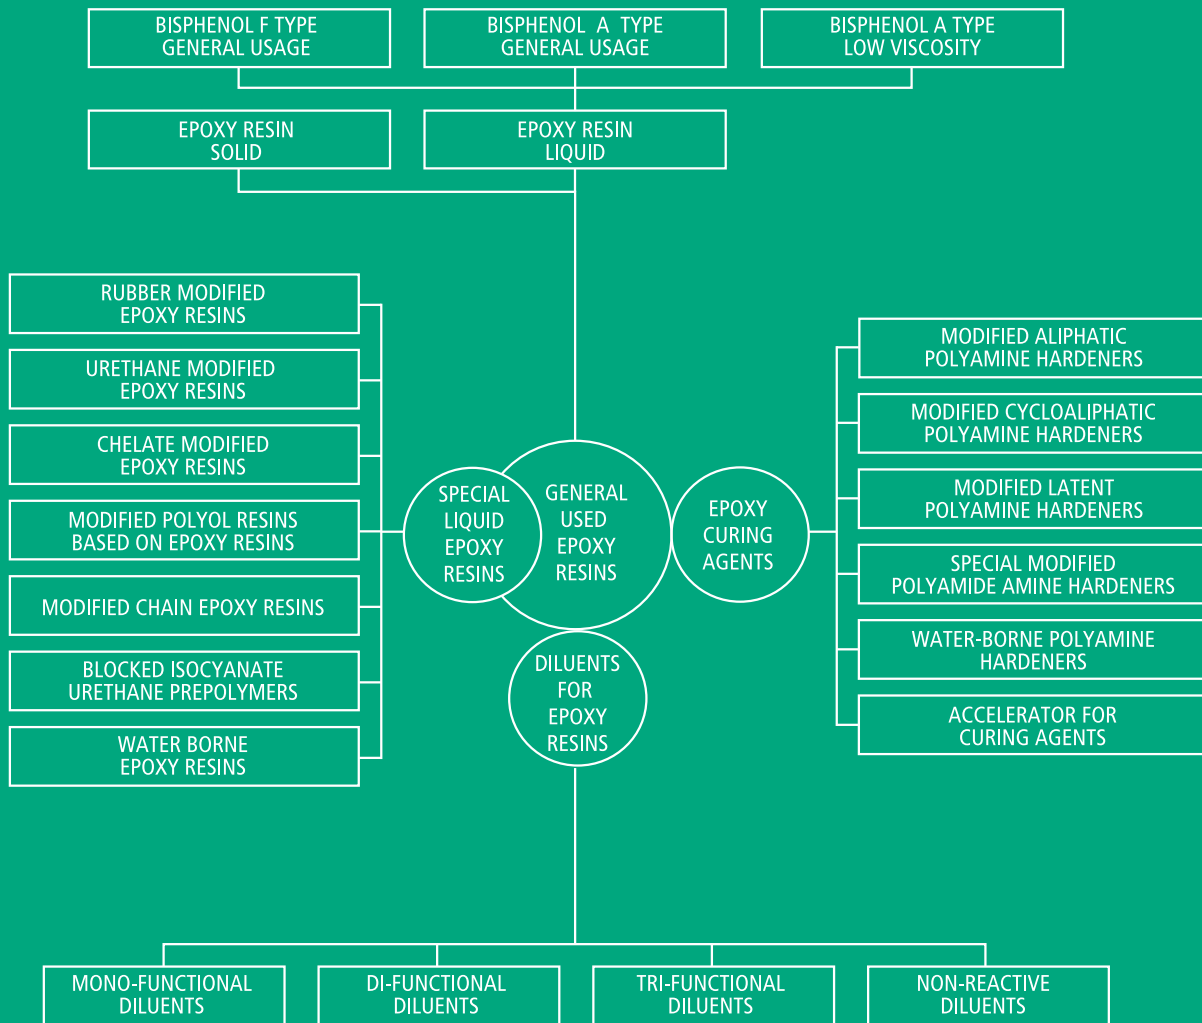 BISPHENOL F TYPE
GENERAL USAGE
BISPHENOL A TYPE
GENERAL USAGE
BISPHENOL A TYPE
LOW VISCOSITY
EPOXY RESIN
SOLID
EPOXY RESIN
LIQUID
RUBBER MODIFIED
EPOXY RESINS
URETHANE MODIFIED
EPOXY RESINS
CHELATE MODIFIED
EPOXY RESINS
MODIFIED POLYOL RESINS
BASED ON EPOXY RESINS
MODIFIED CHAIN EPOXY RESINS
BLOCKED ISOCYANATE
URETHANE PREPOLYMERS
WATER BORNE
EPOXY RESINS
SPECIAL
LIQUID
EPOXY
RESINS
GENERAL
USED
EPOXY
RESINS
EPOXY
CURING
AGENTS
DILUENTS
FOR
EPOXY
RESINS
MODIFIED ALIPHATIC
POLYAMINE HARDENERS
MODIFIED CYCLOALIPHATIC
POLYAMINE HARDENERS
MODIFIED LATENT
POLYAMINE HARDENERS
SPECIAL MODIFIED
POLYAMIDE AMINE HARDENERS
WATER-BORNE POLYAMINE
HARDENERS
ACCELERATOR FOR
CURING AGENTS
MONO-FUNCTIONAL
DILUENTS
DI-FUNCTIONAL
DILUENTS
TRI-FUNCTIONAL
DILUENTS
NON-REACTIVE
DILUENTS